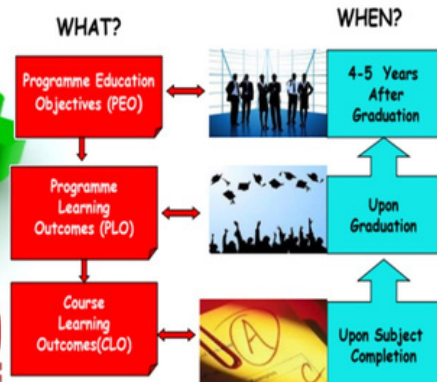 WHAT?
WHEN?
Programme Education
Objectives (PEO)
4-5 Years
After
Graduation
Programme
Learning
Outcomes (PLO)
Upon
Graduation
Course
Learning
Outcomes(CLO)
A
Upon Subject
Completion